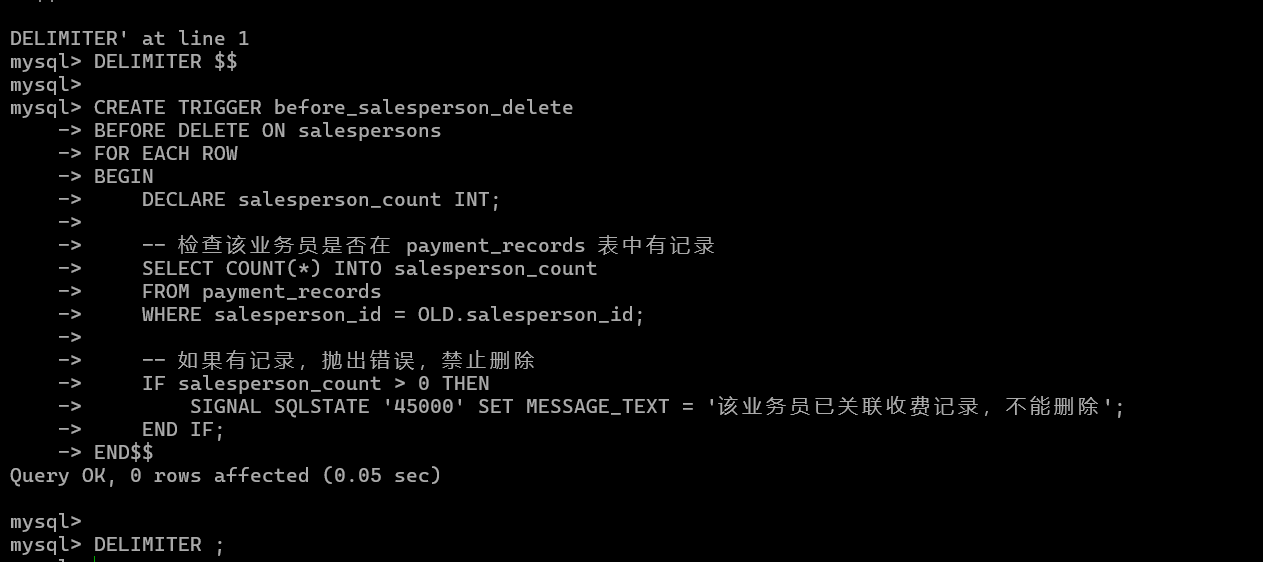 DELIMITER' at line 1
mysql> DELIMITER $$
mysql>
mysql> CREATE TRIGGER before_salesperson_delete
    -> BEFORE DELETE ON salespersons
    -> FOR EACH ROW
    -> BEGIN
    ->     DECLARE salesperson_count INT;
    ->
    ->     -- 检查该业务员是否在 payment_records 表中有记录
    ->     SELECT COUNT(*) INTO salesperson_count
    ->     FROM payment_records
    ->     WHERE salesperson_id = OLD.salesperson_id;
    ->
    ->     -- 如果有记录，抛出错误，禁止删除
    ->     IF salesperson_count > 0 THEN
    ->         SIGNAL SQLSTATE '45000' SET MESSAGE_TEXT = '该业务员已关联收费记录，不能删除';
    ->     END IF;
    -> END$$
Query OK, 0 rows affected (0.05 sec)

mysql>
mysql> DELIMITER ;